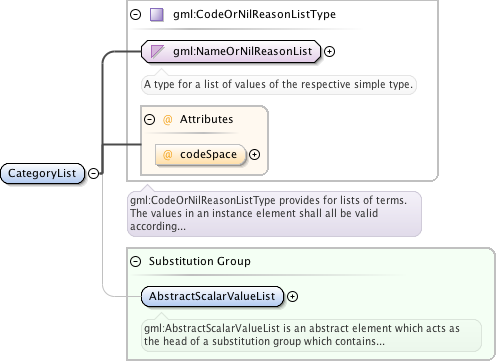 gml:CodeOrNilReasonListType
gml:NameOrNilReasonList
A type for a list of values of the respective simple type.
@ Attributes
@ codeSpace
CategoryList
gml:CodeOrNilReasonListType provides for lists of terms.
The values in an instance element shall all be valid
according...
Substitution Group
AbstractScalarValueList
gml:AbstractScalarValueList is an abstract element which acts as
the head of a substitution group which contains...